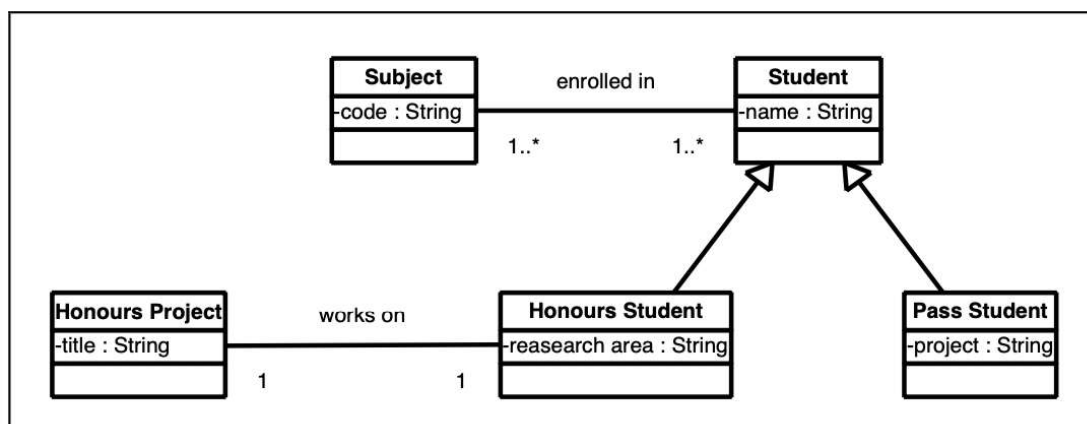 Subject
-code : String
enrolled in
1..*
1..*
Student
-name : String
Honours Project
-title : String
works on
1
1
Honours Student
-reasearch area : String
Pass Student
-project : String